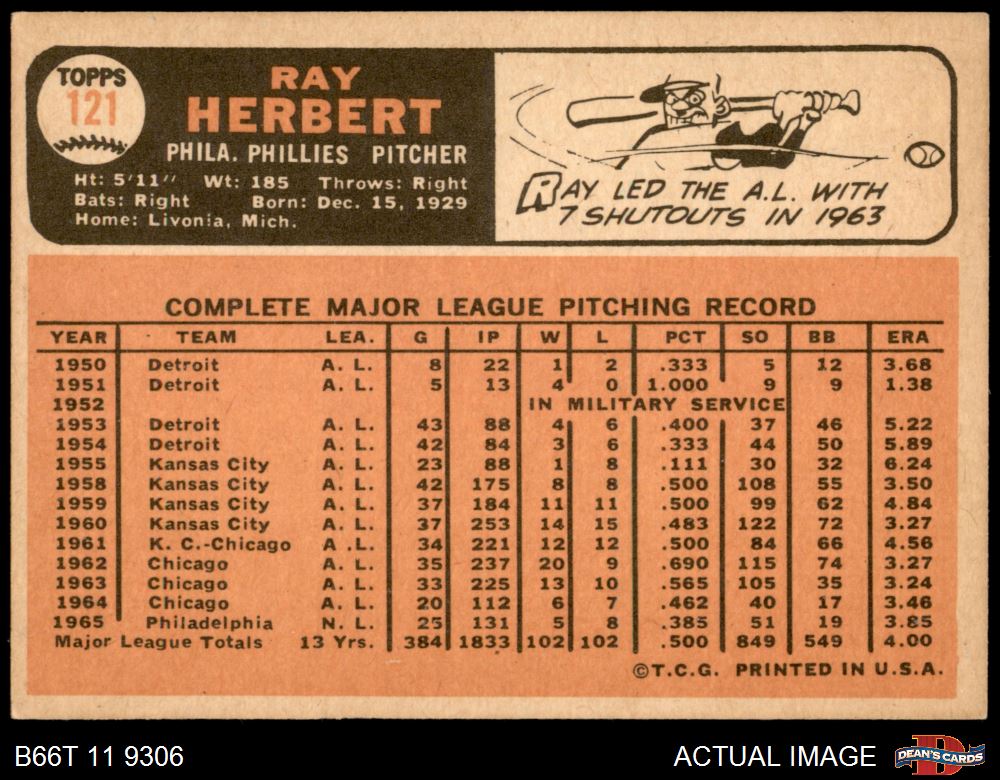 TOPPS
121
RAY
HERBERT
PHILA. PHILLIES PITCHER
Ht: 5'11" Wt: 185 Throws: Right
Bats: Right Born: Dec. 15, 1929
Home: Livonia, Mich.
RAY LED THE A.L. WITH
7 SHUTOUTS IN 1963
COMPLETE MAJOR LEAGUE PITCHING RECORD
YEAR TEAM LEA. G IP W L PCT SO BB ERA
1950 Detroit A. L. 8 22 1 2 .333 5 12 3.68
1951 Detroit A. L. 5 13 4 0 1.000 9 9 1.38
1952 IN MILITARY SERVICE
1953 Detroit A. L. 43 88 4 6 .400 37 46 5.22
1954 Detroit A. L. 42 84 3 6 .333 44 50 5.89
1955 Kansas City A. L. 23 88 1 8 .111 30 32 6.24
1958 Kansas City A. L. 42 175 8 8 .500 108 55 3.50
1959 Kansas City A. L. 37 184 11 11 .500 99 62 4.84
1960 Kansas City A. L. 37 253 14 15 .483 122 72 3.27
1961 K. C.-Chicago A .L. 34 221 12 12 .500 84 66 4.56
1962 Chicago A. L. 35 237 20 9 .690 115 74 3.27
1963 Chicago A. L. 33 225 13 10 .565 105 35 3.24
1964 Chicago A. L. 20 112 6 7 .462 40 17 3.46
1965 Philadelphia N. L. 25 131 5 8 .385 51 19 3.85
Major League Totals 13 Yrs. 384 1833 102 102 .500 849 549 4.00
©T.C.G. PRINTED IN U.S.A.
B66T 11 9306
ACTUAL IMAGE
DEAN'S CARDS